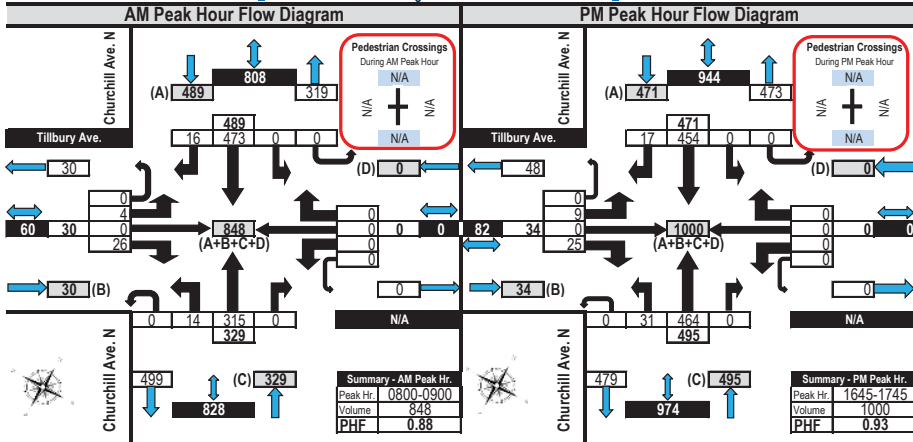 AM Peak Hour Flow Diagram
Churchill Ave. N
808
(A) 489 319
Pedestrian Crossings
During AM Peak Hour
N/A
N/A N/A
N/A
489
Tillbury Ave.
16 473 0 0
30
(D) 0
0
4
60 30 0
26
848
(A+B+C+D)
0
0
0
0
0 0
30 (B)
0
0 14 315 0
329
N/A
Churchill Ave. N
499 (C) 329
828
Summary - AM Peak Hr.
Peak Hr. 0800-0900
Volume 848
PHF 0.88
PM Peak Hour Flow Diagram
Churchill Ave. N
944
(A) 471 473
Pedestrian Crossings
During PM Peak Hour
N/A
N/A N/A
N/A
471
Tillbury Ave.
17 454 0 0
48
(D) 0
0
9
82 34 0
25
1000
(A+B+C+D)
0
0
0
0
0 0
34 (B)
0
0 31 464 0
495
N/A
Churchill Ave. N
479 (C) 495
974
Summary - PM Peak Hr.
Peak Hr. 1645-1745
Volume 1000
PHF 0.93